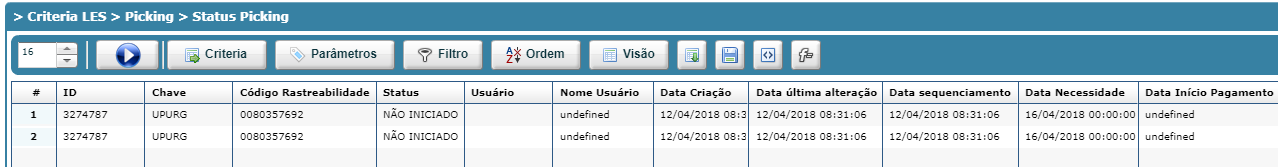 > Criteria LES > Picking > Status Picking
16 Criteria Parâmetros Filtro Ordem Visão
# ID Chave Código Rastreabilidade Status Usuário Nome Usuário Data Criação Data última alteração Data sequenciamento Data Necessidade Data Início Pagamento
1 3274787 UPURG 0080357692 NÃO INICIADO undefined 12/04/2018 08:3 12/04/2018 08:31:06 12/04/2018 08:31:06 16/04/2018 00:00:00 undefined
2 3274787 UPURG 0080357692 NÃO INICIADO undefined 12/04/2018 08:3 12/04/2018 08:31:06 12/04/2018 08:31:06 16/04/2018 00:00:00 undefined